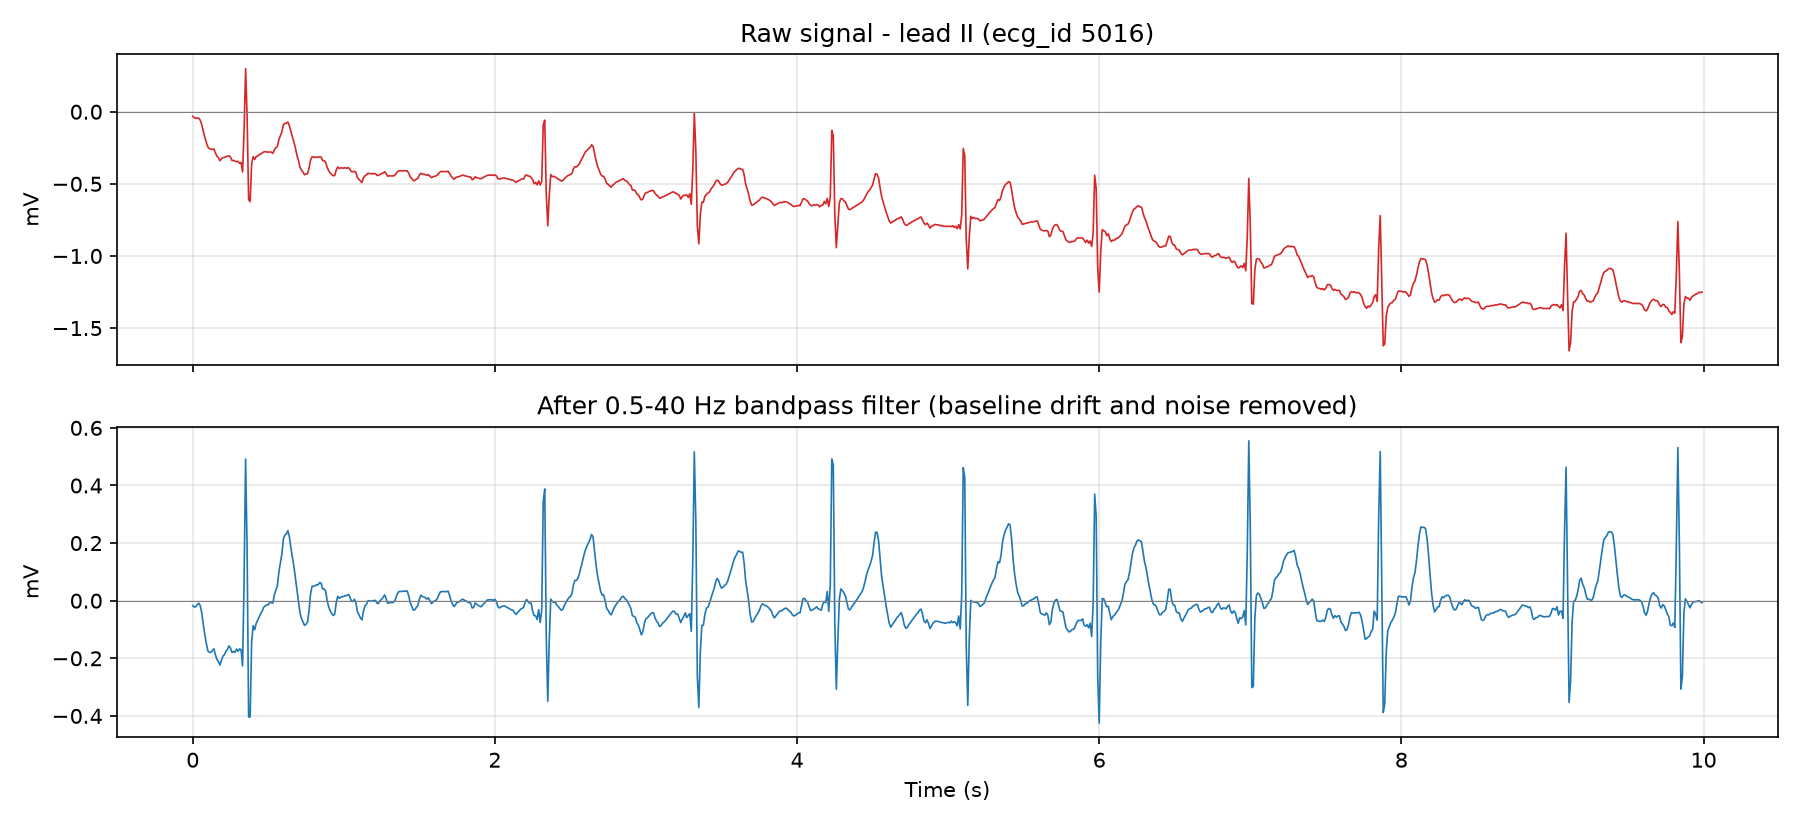 Raw signal - lead II (ecg_id 5016)
0.0
−0.5
−1.0
−1.5
mV
After 0.5-40 Hz bandpass filter (baseline drift and noise removed)
0.6
0.4
0.2
0.0
−0.2
−0.4
mV
0 2 4 6 8 10
Time (s)